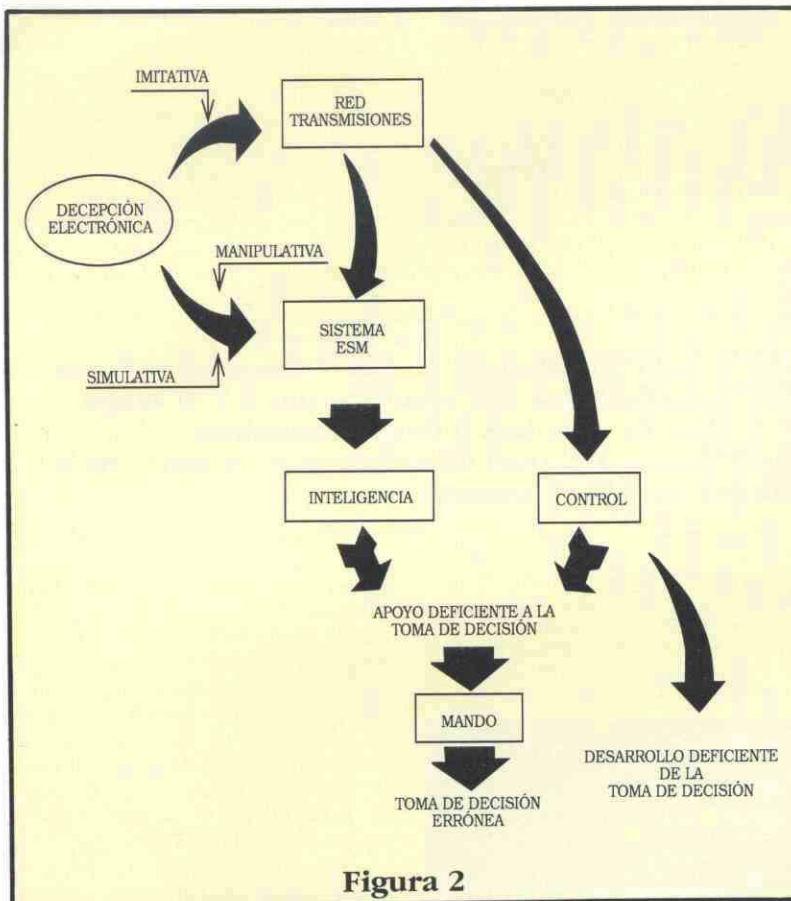 IMITATIVA
RED
TRANSMISIONES
DECEPCIÓN
ELECTRÓNICA
MANIPULATIVA
SISTEMA
ESM
SIMULATIVA
INTELIGENCIA
CONTROL
APOYO DEFICIENTE A LA
TOMA DE DECISIÓN
MANDO
DESARROLLO DEFICIENTE
DE LA
TOMA DE DECISIÓN
TOMA DE DECISIÓN
ERRÓNEA
Figura 2